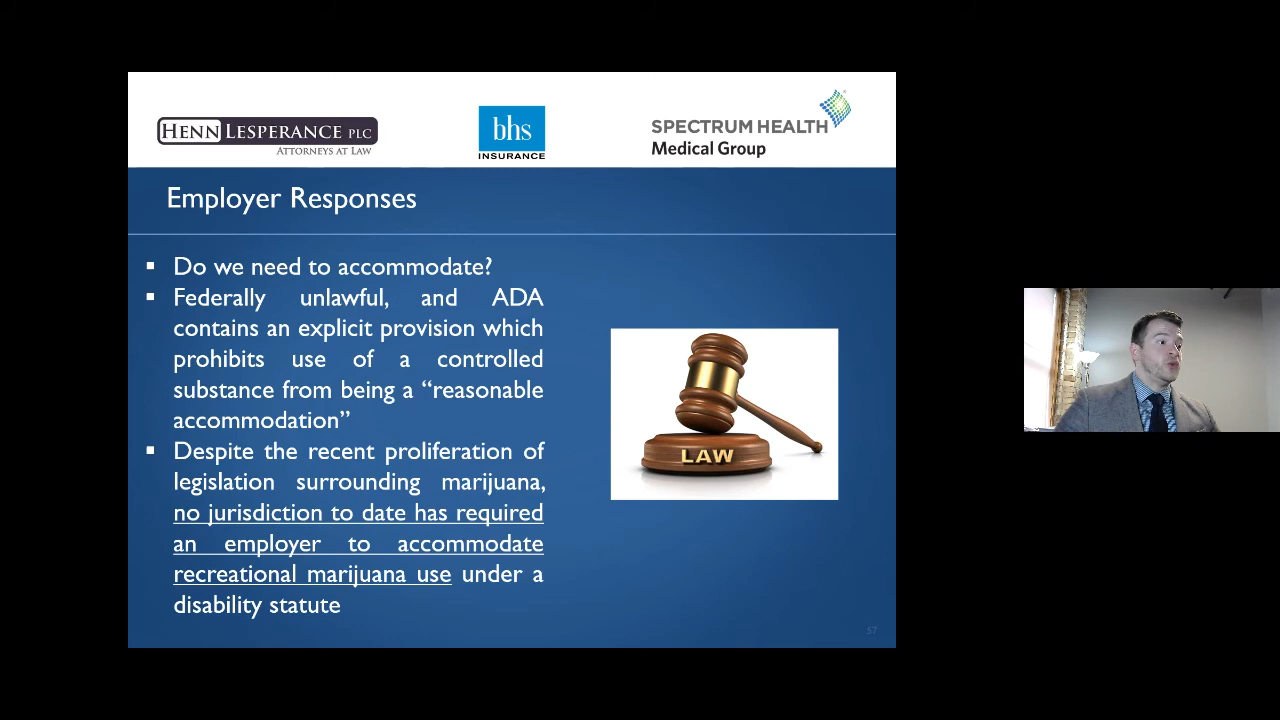 HENN LESPERANCE PLC
ATTORNEYS AT LAW
bhs
INSURANCE
SPECTRUM HEALTH
Medical Group
Employer Responses
▪ Do we need to accommodate?
▪ Federally unlawful, and ADA
contains an explicit provision which
prohibits use of a controlled
substance from being a “reasonable
accommodation”
▪ Despite the recent proliferation of
legislation surrounding marijuana,
no jurisdiction to date has required
an employer to accommodate
recreational marijuana use under a
disability statute
LAW
57